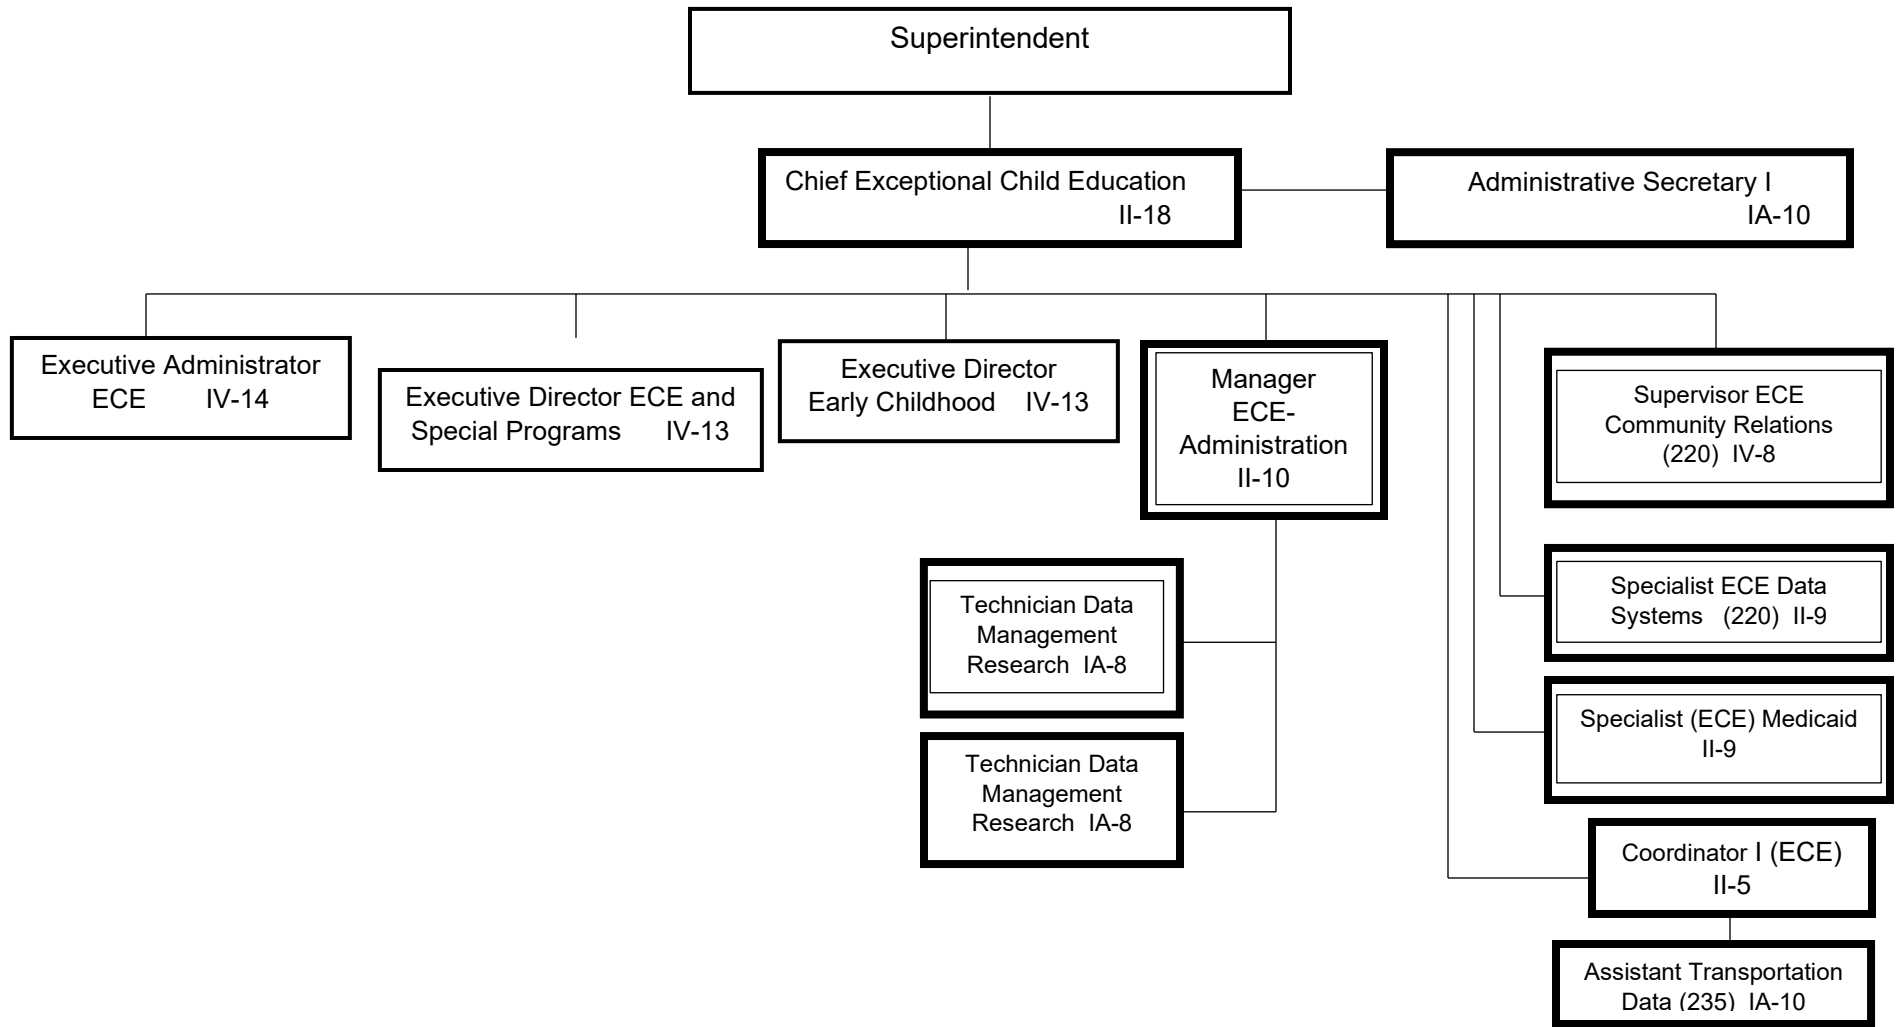 Superintendent
Chief Exceptional Child Education
II-18
Administrative Secretary I
IA-10
Executive Administrator
ECE IV-14
Executive Director ECE and
Special Programs IV-13
Executive Director
Early Childhood IV-13
Manager
ECE-
Administration
II-10
Supervisor ECE
Community Relations
(220) IV-8
Technician Data
Management
Research IA-8
Technician Data
Management
Research IA-8
Specialist ECE Data
Systems (220) II-9
Specialist (ECE) Medicaid
II-9
Coordinator I (ECE)
II-5
Assistant Transportation
Data (235) IA-10